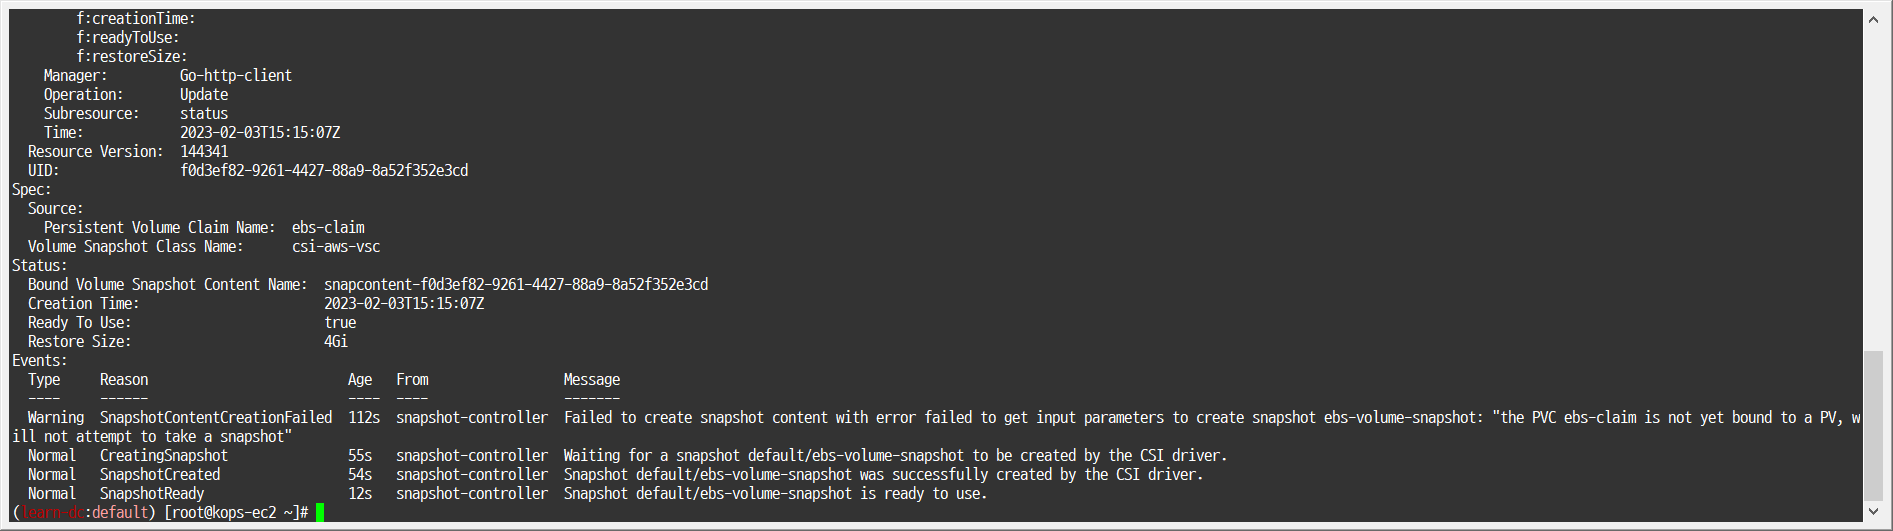 f:creationTime:
f:readyToUse:
f:restoreSize:
Manager: Go-http-client
Operation: Update
Subresource: status
Time: 2023-02-03T15:15:07Z
Resource Version: 144341
UID: f0d3ef82-9261-4427-88a9-8a52f352e3cd
Spec:
Source:
Persistent Volume Claim Name: ebs-claim
Volume Snapshot Class Name: csi-aws-vsc
Status:
Bound Volume Snapshot Content Name: snapcontent-f0d3ef82-9261-4427-88a9-8a52f352e3cd
Creation Time: 2023-02-03T15:15:07Z
Ready To Use: true
Restore Size: 4Gi
Events:
Type Reason Age From Message
---- ------ ---- ---- -------
Warning SnapshotContentCreationFailed 112s snapshot-controller Failed to create snapshot content with error failed to get input parameters to create snapshot ebs-volume-snapshot: "the PVC ebs-claim is not yet bound to a PV, w
ill not attempt to take a snapshot"
Normal CreatingSnapshot 55s snapshot-controller Waiting for a snapshot default/ebs-volume-snapshot to be created by the CSI driver.
Normal SnapshotCreated 54s snapshot-controller Snapshot default/ebs-volume-snapshot was successfully created by the CSI driver.
Normal SnapshotReady 12s snapshot-controller Snapshot default/ebs-volume-snapshot is ready to use.
(learn-dc:default) [root@kops-ec2 ~]#